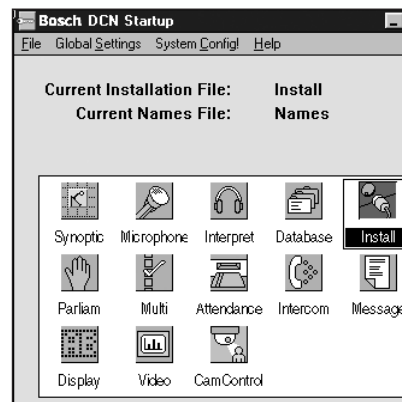 Bosch DCN Startup
File Global Settings System Config! Help
Current Installation File: Install
Current Names File: Names
Synoptic Microphone Interpret Database Install
Parliam Multi Attendance Intercom Message
Display Video CamControl